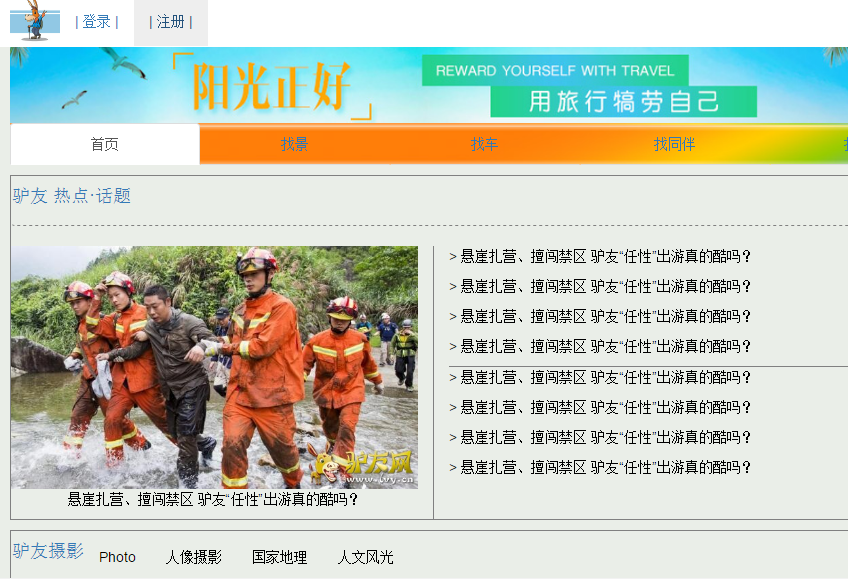 | 登录 | | 注册 |
阳光正好
REWARD YOURSELF WITH TRAVEL
用旅行犒劳自己
首页 找景 找车 找同伴
驴友 热点·话题
> 悬崖扎营、擅闯禁区 驴友“任性”出游真的酷吗?
> 悬崖扎营、擅闯禁区 驴友“任性”出游真的酷吗?
> 悬崖扎营、擅闯禁区 驴友“任性”出游真的酷吗?
> 悬崖扎营、擅闯禁区 驴友“任性”出游真的酷吗?
> 悬崖扎营、擅闯禁区 驴友“任性”出游真的酷吗?
> 悬崖扎营、擅闯禁区 驴友“任性”出游真的酷吗?
> 悬崖扎营、擅闯禁区 驴友“任性”出游真的酷吗?
> 悬崖扎营、擅闯禁区 驴友“任性”出游真的酷吗?
驴友风
悬崖扎营、擅闯禁区 驴友“任性”出游真的酷吗?
驴友摄影 Photo 人像摄影 国家地理 人文风光